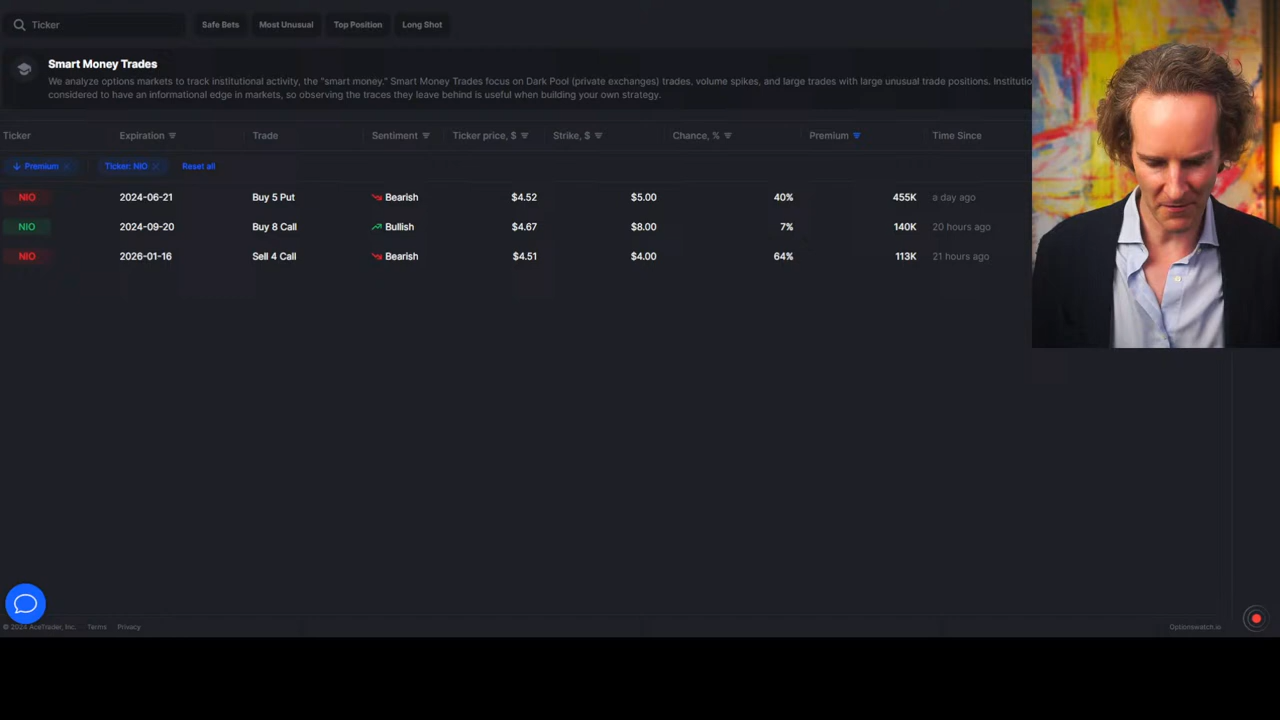 Ticker Safe Bets Most Unusual Top Position Long Shot
Smart Money Trades
We analyze options markets to track institutional activity, the "smart money." Smart Money Trades focus on Dark Pool (private exchanges) trades, volume spikes, and large trades with large unusual trade positions.
considered to have an informational edge in markets, so observing the traces they leave behind is useful when building your own strategy.
Ticker Expiration Trade Sentiment Ticker price, $ Strike, $ Chance, % Premium Time Since
Premium Ticker: NIO Reset all
NIO 2024-06-21 Buy 5 Put Bearish $4.52 $5.00 40% 455K a day ago
NIO 2024-09-20 Buy 8 Call Bullish $4.67 $8.00 7% 140K 20 hours ago
NIO 2026-01-16 Sell 4 Call Bearish $4.51 $4.00 64% 113K 21 hours ago
© 2024 AceTrader, Inc. Terms Privacy Optionswatch.io